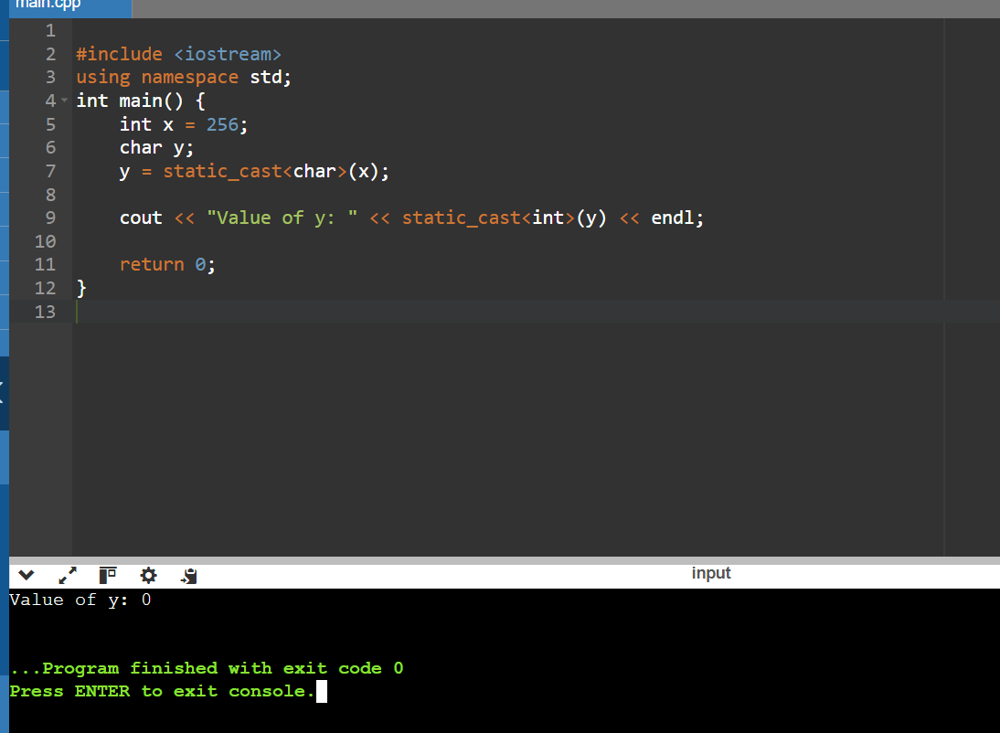 main.cpp
1
2 #include <iostream>
3 using namespace std;
4 int main() {
5     int x = 256;
6     char y;
7     y = static_cast<char>(x);
8
9     cout << "Value of y: " << static_cast<int>(y) << endl;
10
11     return 0;
12 }
13
input
Value of y: 0
...Program finished with exit code 0
Press ENTER to exit console.